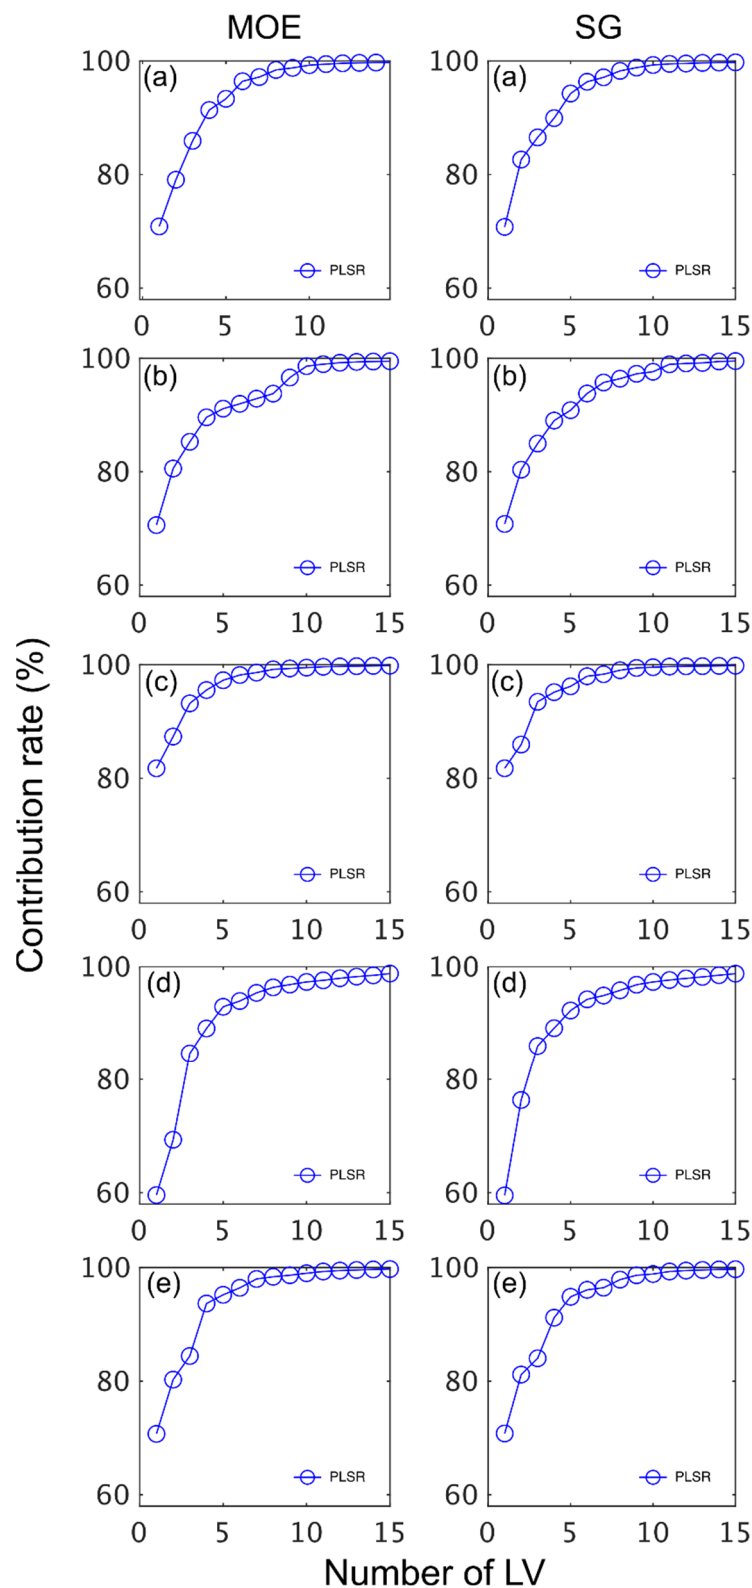 MOE SG
100 (a) 100 (a)
80 80
PLSR PLSR
60 60
0 5 10 0 5 10 15
100 (b) 100 (b)
80 80
PLSR PLSR
60 60
0 5 10 15 0 5 10 15
100 (c) 100 (c)
80 80
PLSR PLSR
60 60
0 5 10 15 0 5 10 15
100 (d) 100 (d)
80 80
PLSR PLSR
60 60
0 5 10 15 0 5 10 15
100 (e) 100 (e)
80 80
PLSR PLSR
60 60
0 5 10 15 0 5 10 15
Contribution rate (%)
Number of LV